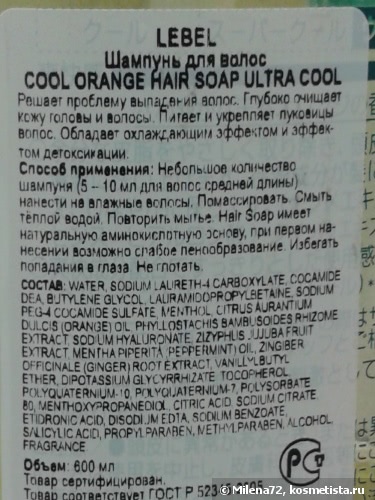 LEBEL
Шампунь для волос
COOL ORANGE HAIR SOAP ULTRA COOL
Решает проблему выпадения волос. Глубоко очищает
кожу головы и волосы. Питает и укрепляет луковицы
волос. Обладает охлаждающим эффектом и эффек-
том детоксикации.
Способ применения: Небольшое количество
шампуня (5 – 10 мл для волос средней длины)
нанести на влажные волосы. Помассировать. Смыть
тёплой водой. Повторить мытье. Hair Soap имеет
натуральную аминокислотную основу, при первом на-
несении возможно слабое пенообразование. Избегать
попадания в глаза. Не глотать.
СОСТАВ: WATER, SODIUM LAURETH-4 CARBOXYLATE, COCAMIDE
DEA, BUTYLENE GLYCOL, LAURAMIDOPROPYLBETAINE, SODIUM
PEG-4 COCAMIDE SULFATE, MENTHOL, CITRUS AURANTIUM
DULCIS (ORANGE) OIL, PHYLLOSTACHYS BAMBUSOIDES RHIZOME
EXTRACT, SODIUM HYALURONATE, ZIZYPHUS JUJUBA FRUIT
EXTRACT, MENTHA PIPERITA (PEPPERMINT) OIL, ZINGIBER
OFFICINALE (GINGER) ROOT EXTRACT, VANILLYLBUTYL
ETHER, DIPOTASSIUM GLYCYRRHIZATE, TOCOPHEROL,
POLYQUATERNIUM-10, POLYQUATERNIUM-7, POLYSORBATE
80, MENTHOXYPROPANEDIOL, CITRIC ACID, SODIUM CITRATE,
ETIDRONIC ACID, DISODIUM EDTA, SODIUM BENZOATE,
SALICYLIC ACID, PROPYLPARABEN, METHYLPARABEN, ALCOHOL,
FRAGRANCE
Объем: 600 мл
Товар сертифицирован.
Товар соответствует ГОСТ Р
© Milena72, kosmetista.ru